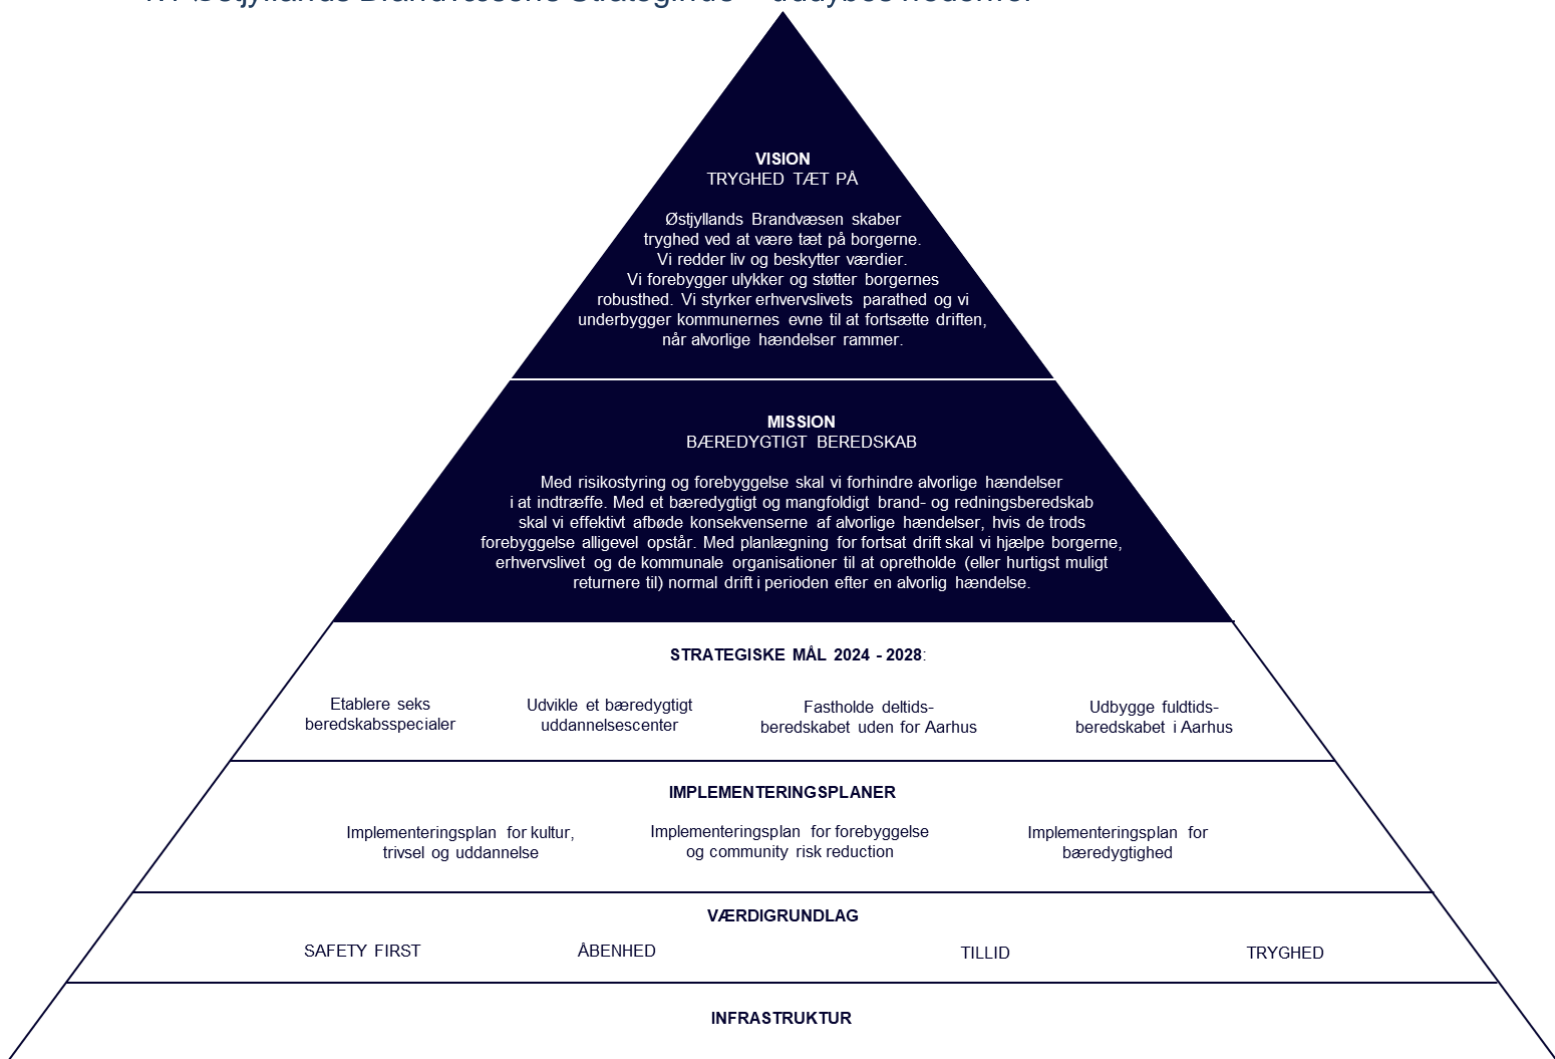 Østjyllands Brandvæsens
VISION
TRYGHED TÆT PÅ
Østjyllands Brandvæsen skaber
tryghed ved at være tæt på borgerne.
Vi redder liv og beskytter værdier.
Vi forebygger ulykker og støtter borgernes
robusthed. Vi styrker erhvervslivets parathed og vi
underbygger kommunernes evne til at fortsætte driften,
når alvorlige hændelser rammer.
MISSION
BÆREDYGTIGT BEREDSKAB
Med risikostyring og forebyggelse skal vi forhindre alvorlige hændelser
i at indtræffe. Med et bæredygtigt og mangfoldigt brand- og redningsberedskab
skal vi effektivt afbøde konsekvenserne af alvorlige hændelser, hvis de trods
forebyggelse alligevel opstår. Med planlægning for fortsat drift skal vi hjælpe borgerne,
erhvervslivet og de kommunale organisationer til at opretholde (eller hurtigst muligt
returnere til) normal drift i perioden efter en alvorlig hændelse.
STRATEGISKE MÅL 2024 - 2028:
Etablere seks
beredskabsspecialer
Udvikle et bæredygtigt
uddannelsescenter
Fastholde deltids-
beredskabet uden for Aarhus
Udbygge fuldtids-
beredskabet i Aarhus
IMPLEMENTERINGSPLANER
Implementeringsplan for kultur,
trivsel og uddannelse
Implementeringsplan for forebyggelse
og community risk reduction
Implementeringsplan for
bæredygtighed
VÆRDIGRUNDLAG
SAFETY FIRST
ÅBENHED
TILLID
TRYGHED
INFRASTRUKTUR